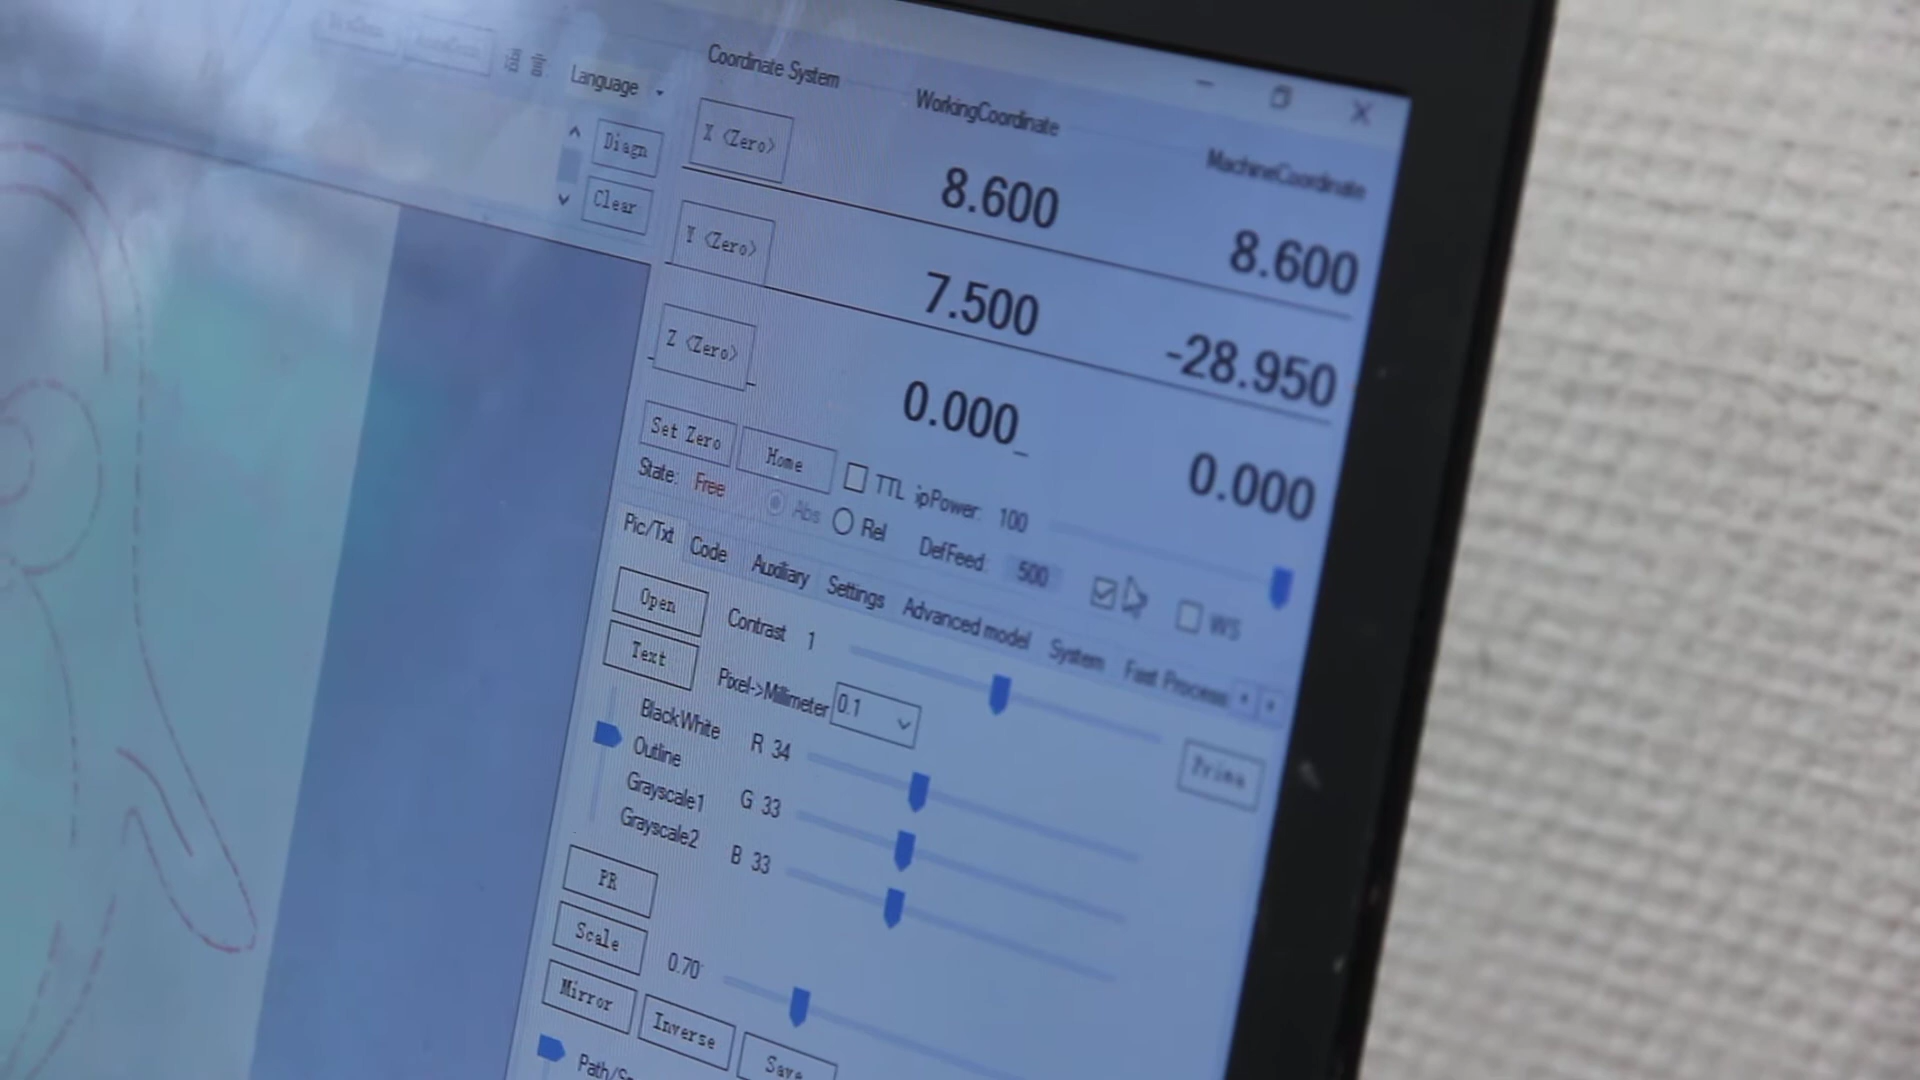 语言 Language
Coordinate System WorkingCoordinate MachineCoordinate
Diagn
Clear
X <Zero> 8.600 8.600
Y <Zero> 7.500 -28.950
Z <Zero> 0.000 0.000
Set Zero Home TTL ipPower: 100
State: Free Abs Rel DefFeed: 500 WS
Pic/Txt Code Auxiliary Settings Advanced model System Fast Process
Open Contrast 1
Text Pixel->Millimeter 0.1
BlackWhite R 34
Outline
Grayscale1 G 33
Grayscale2 B 33
PR
Scale 0.70
Mirror Inverse Save